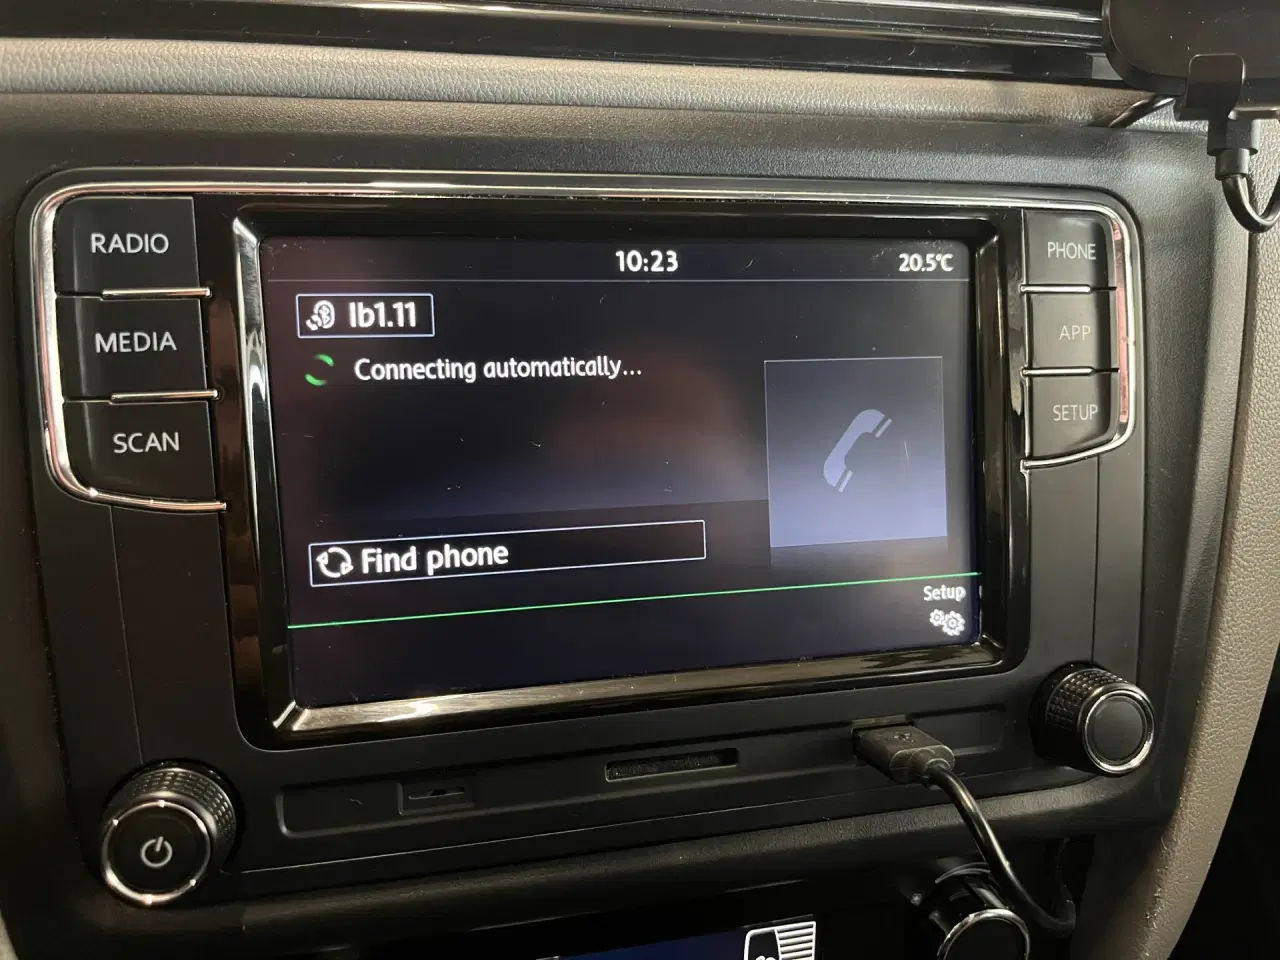 RADIO
MEDIA
SCAN
10:23
20.5°C
lb1.11
Connecting automatically...
Find phone
Setup
PHONE
APP
SETUP